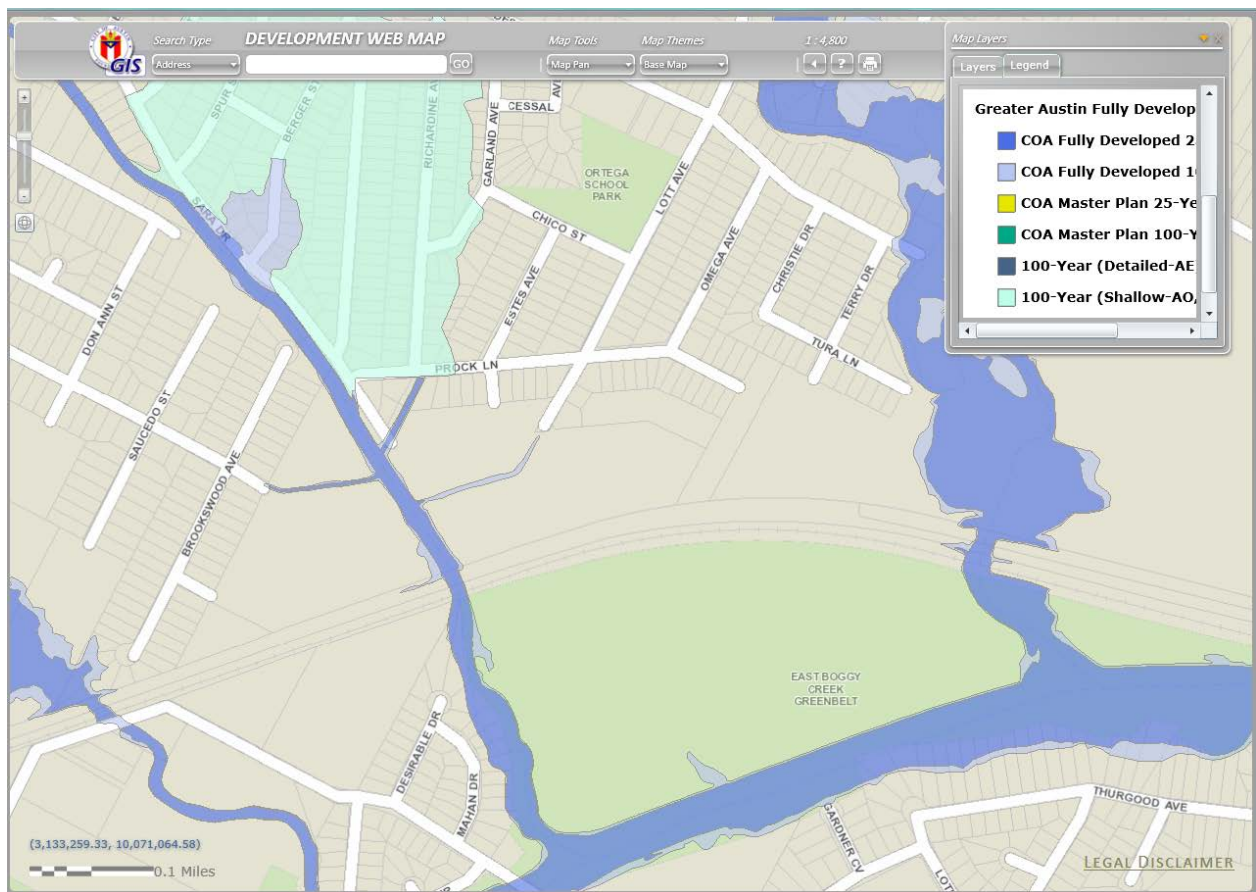 Search Type
DEVELOPMENT WEB MAP
Map Tools
Map Themes
1:4,800
GIS
Address
GO
Map Pan
Base Map
?
Map Layers
Layers
Legend
Greater Austin Fully Develop
COA Fully Developed 2
COA Fully Developed 1
COA Master Plan 25-Ye
COA Master Plan 100-Y
100-Year (Detailed-AE
100-Year (Shallow-AO,
SPUR
BERGER ST
RICHARDINE AV
GARLAND AVE
CESSAL
AV
ORTEGA
SCHOOL
PARK
LOTT AVE
CHICO ST
SARA DR
ESTES AVE
OMEGA AVE
CHRISTIE DR
TERRY DR
TURA LN
DON ANN ST
PROCK LN
SAUCEDO ST
BROOKSWOOD AVE
EAST BOGGY
CREEK
GREENBELT
DESIRABLE DR
MAHAN DR
GARDNER CV
THURGOOD AVE
LOT
(3,133,259.33, 10,071,064.58)
0.1 Miles
LEGAL DISCLAIMER